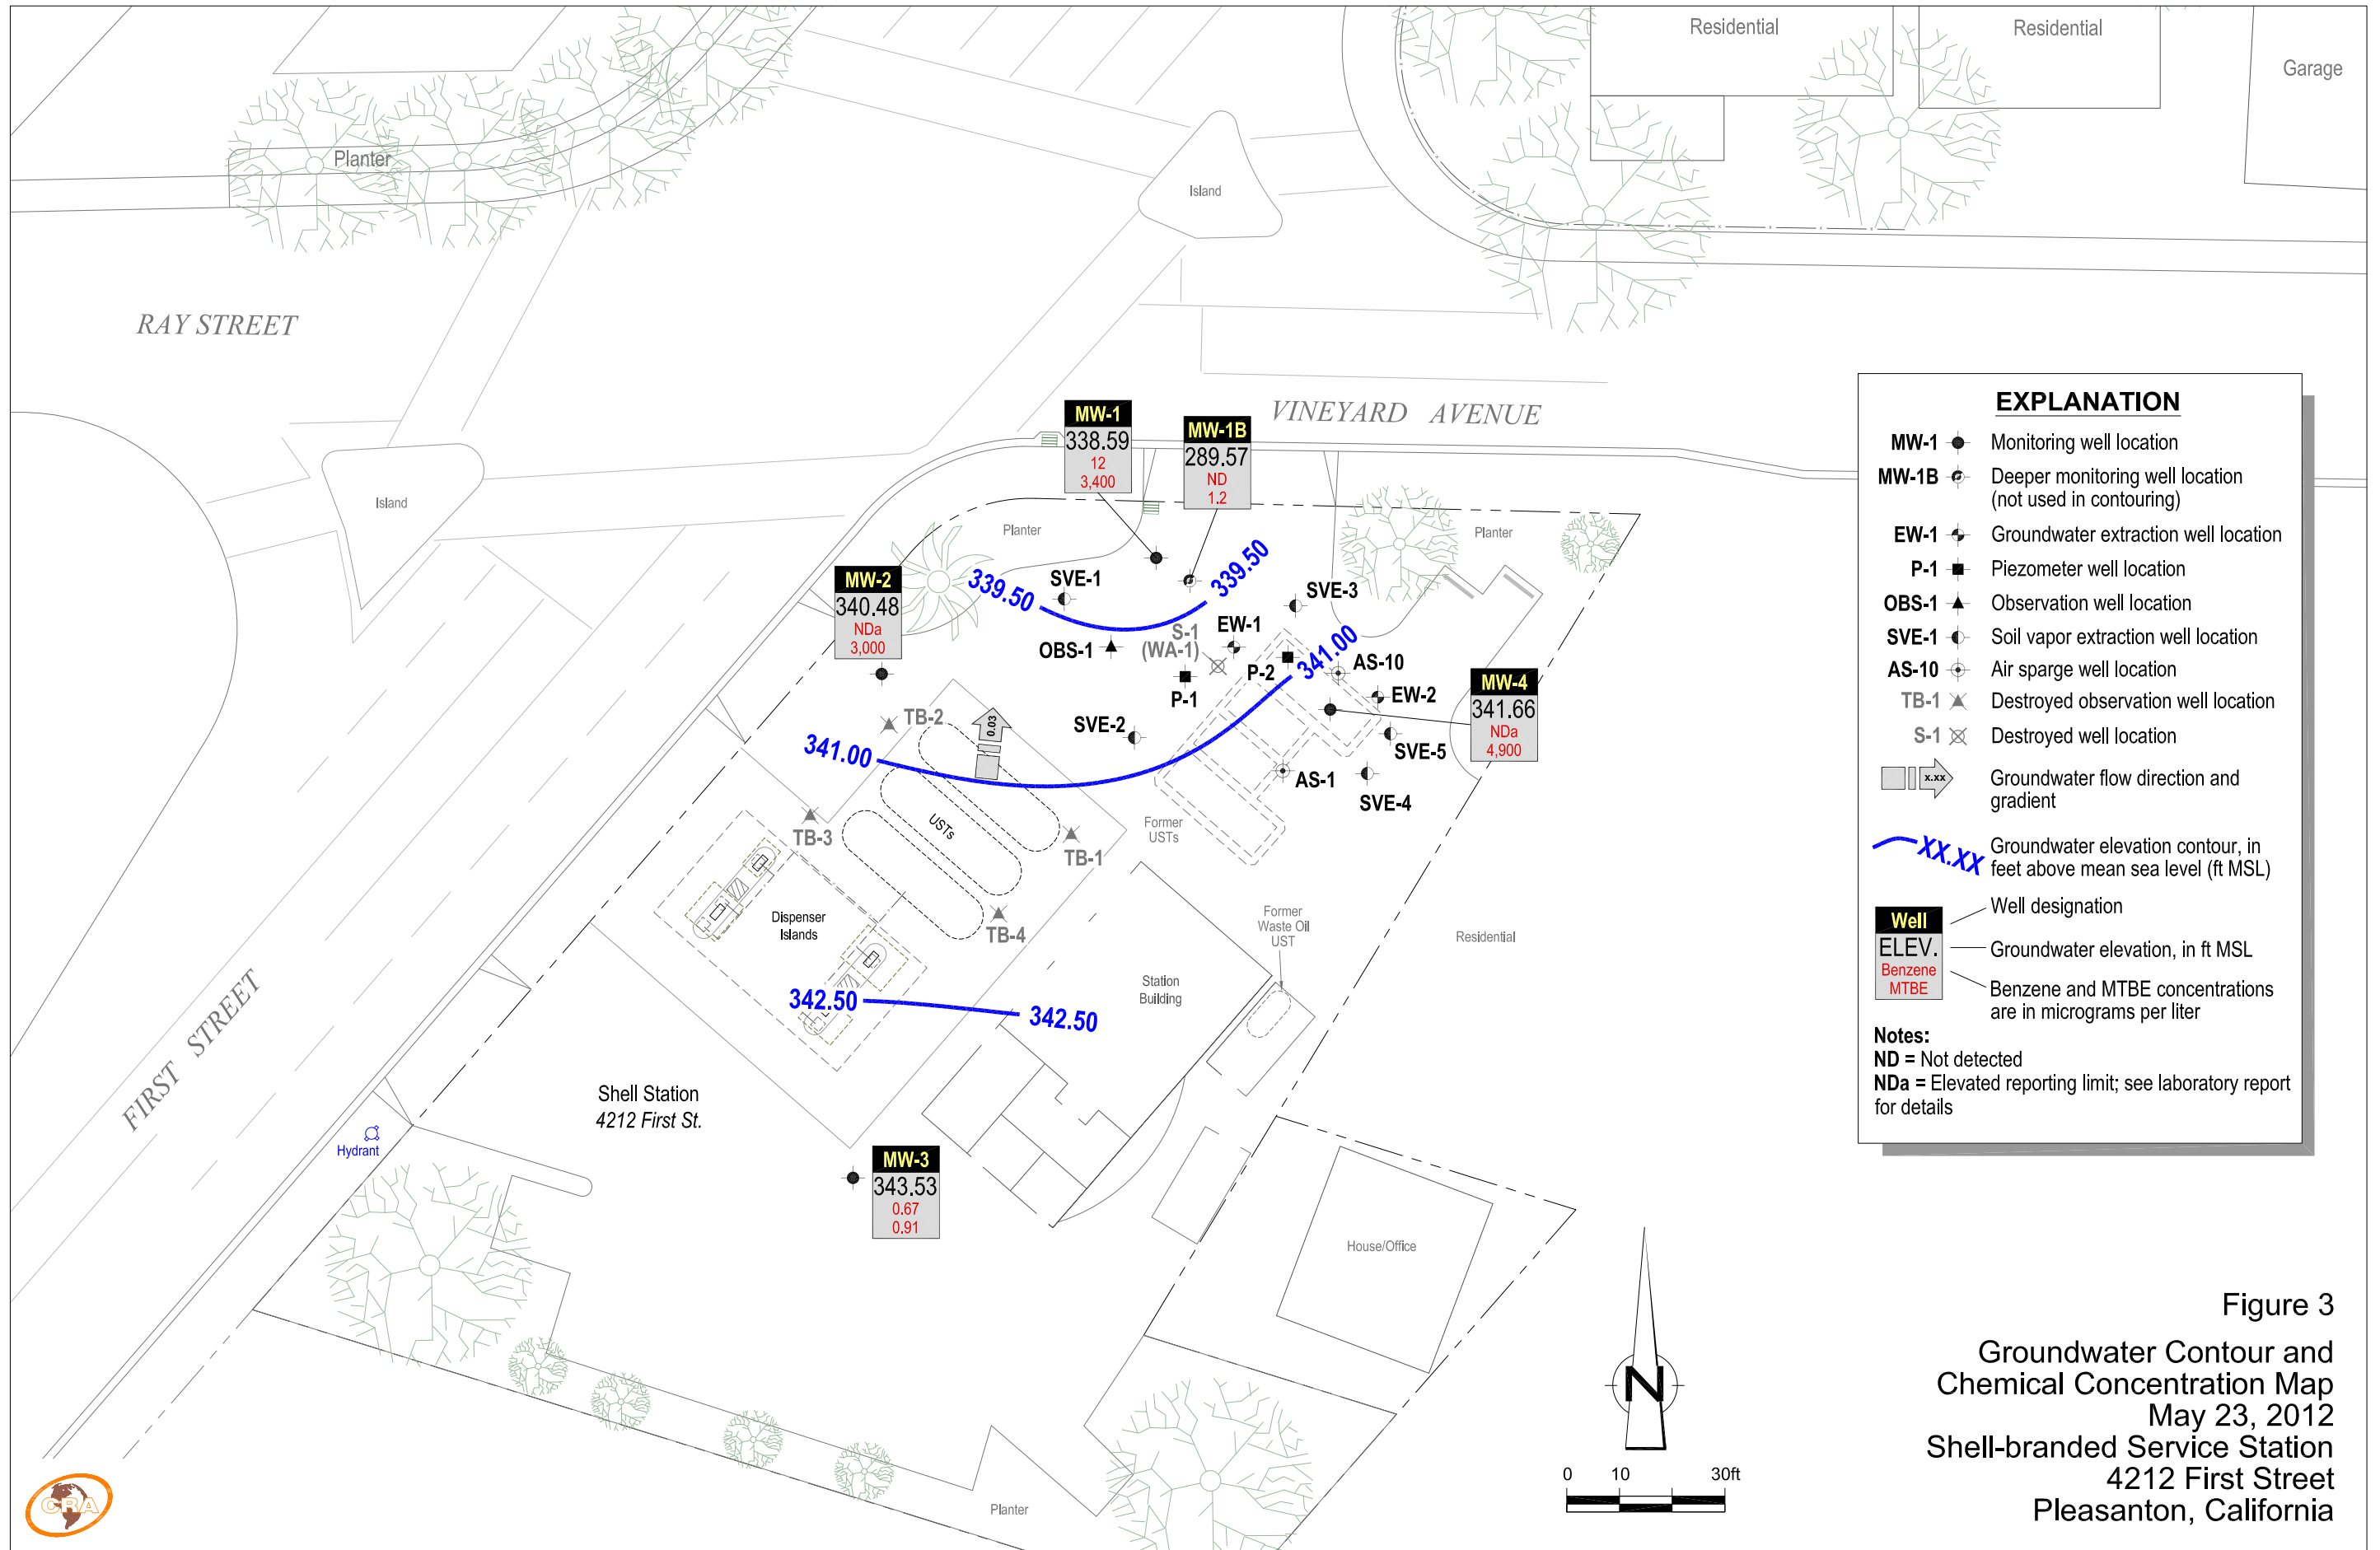 Residential
Residential
Garage
Planter
Island
RAY STREET
VINEYARD AVENUE
Island
MW-1
338.59
12
3,400
MW-1B
289.57
ND
1.2
Planter
Planter
MW-2
340.48
NDa
3,000
339.50
339.50
SVE-1
SVE-3
OBS-1
S-1
(WA-1)
EW-1
P-1
P-2
341.00
AS-10
EW-2
MW-4
341.66
NDa
4,900
TB-2
0.03
SVE-2
341.00
SVE-5
AS-1
SVE-4
TB-3
USTs
TB-1
Former
USTs
Dispenser
Islands
TB-4
Former
Waste Oil
UST
Residential
Station
Building
342.50
342.50
FIRST STREET
Shell Station
4212 First St.
Hydrant
MW-3
343.53
0.67
0.91
House/Office
Planter
CRA
N
0 10 30ft
EXPLANATION
MW-1 Monitoring well location
MW-1B Deeper monitoring well location
(not used in contouring)
EW-1 Groundwater extraction well location
P-1 Piezometer well location
OBS-1 Observation well location
SVE-1 Soil vapor extraction well location
AS-10 Air sparge well location
TB-1 Destroyed observation well location
S-1 Destroyed well location
x.xx Groundwater flow direction and
gradient
XX.XX Groundwater elevation contour, in
feet above mean sea level (ft MSL)
Well
ELEV.
Benzene
MTBE
Well designation
Groundwater elevation, in ft MSL
Benzene and MTBE concentrations
are in micrograms per liter
Notes:
ND = Not detected
NDa = Elevated reporting limit; see laboratory report
for details
Figure 3
Groundwater Contour and
Chemical Concentration Map
May 23, 2012
Shell-branded Service Station
4212 First Street
Pleasanton, California